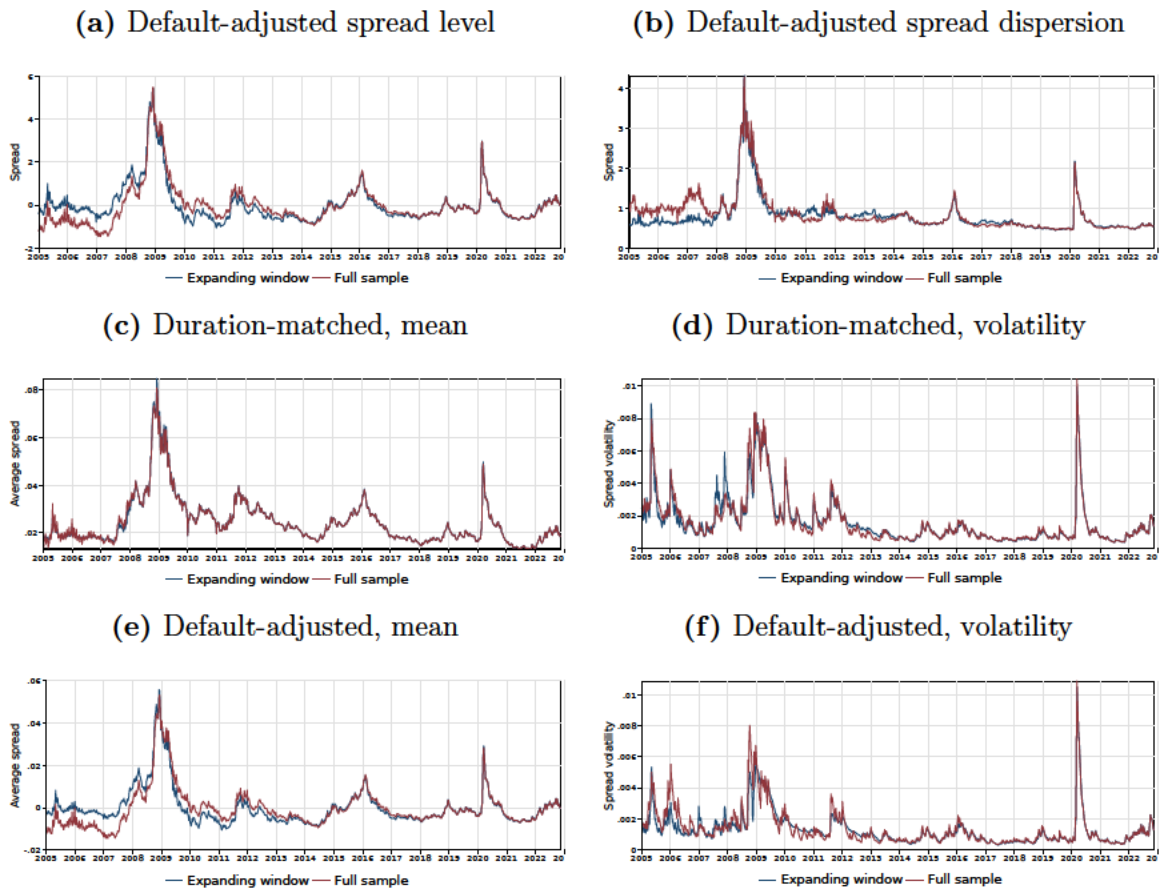 (a) Default-adjusted spread level
Spread
6
4
2
0
-2
2005 2006 2007 2008 2009 2010 2011 2012 2013 2014 2015 2016 2017 2018 2019 2020 2021 2022 20
Expanding window Full sample
(b) Default-adjusted spread dispersion
Spread
4
3
2
1
0
2005 2006 2007 2008 2009 2010 2011 2012 2013 2014 2015 2016 2017 2018 2019 2020 2021 2022 20
Expanding window Full sample
(c) Duration-matched, mean
Average spread
.08
.06
.04
.02
2005 2006 2007 2008 2009 2010 2011 2012 2013 2014 2015 2016 2017 2018 2019 2020 2021 2022 20
Expanding window Full sample
(d) Duration-matched, volatility
Spread volatility
.01
.008
.006
.004
.002
0
2005 2006 2007 2008 2009 2010 2011 2012 2013 2014 2015 2016 2017 2018 2019 2020 2021 2022 20
Expanding window Full sample
(e) Default-adjusted, mean
Average spread
.06
.04
.02
0
-.02
2005 2006 2007 2008 2009 2010 2011 2012 2013 2014 2015 2016 2017 2018 2019 2020 2021 2022 20
Expanding window Full sample
(f) Default-adjusted, volatility
Spread volatility
.01
.008
.006
.004
.002
0
2005 2006 2007 2008 2009 2010 2011 2012 2013 2014 2015 2016 2017 2018 2019 2020 2021 2022 20
Expanding window Full sample